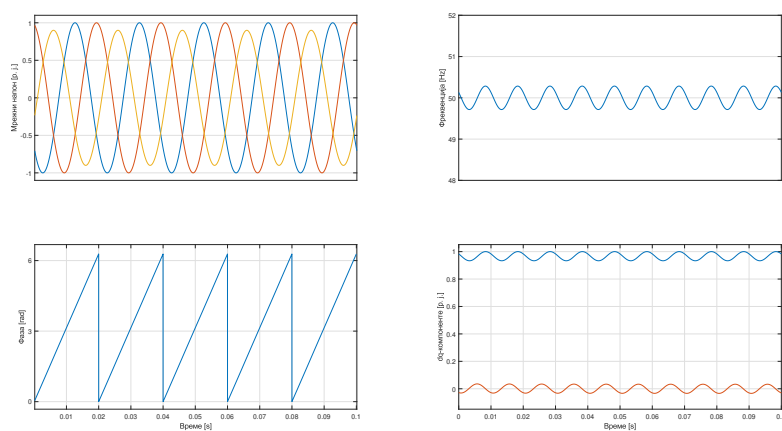 Мрежни напон [p. j.]
1
0.5
0
-0.5
-1
Фреквенција [Hz]
52
51
50
49
48
Фаза [rad]
6
3
0
0.01 0.02 0.03 0.04 0.05 0.06 0.07 0.08 0.09 0.1
Време [s]
dq-компоненте [p. j.]
1
0.8
0.6
0.4
0.2
0
0 0.01 0.02 0.03 0.04 0.05 0.06 0.07 0.08 0.09 0.1
Време [s]